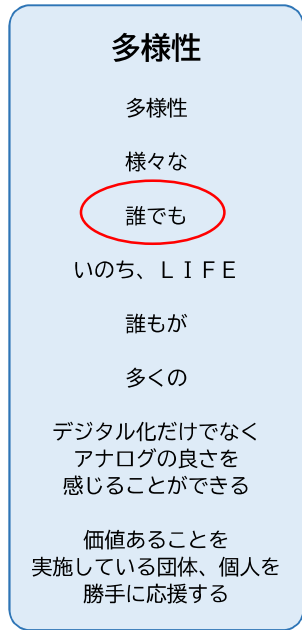 多様性
多様性
様々な
誰でも
いのち、ＬＩＦＥ
誰もが
多くの
デジタル化だけでなく
アナログの良さを
感じることができる
価値あることを
実施している団体、個人を
勝手に応援する